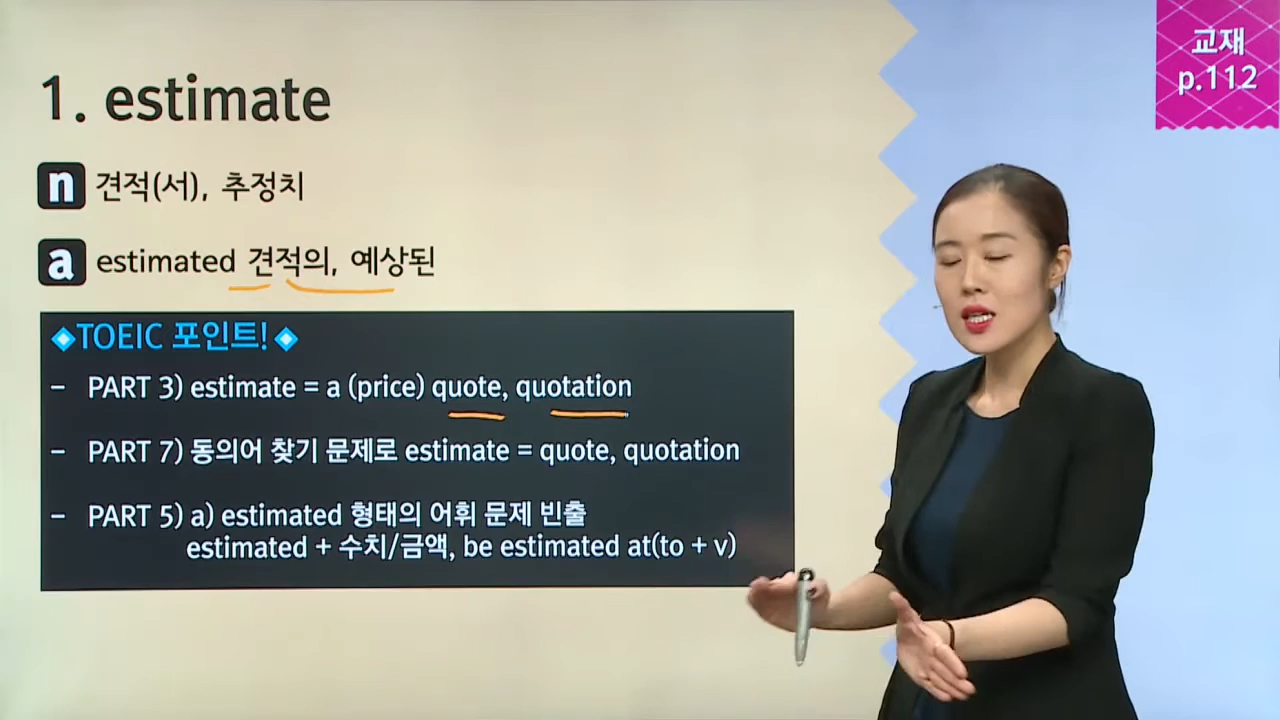 교재
p.112
1. estimate
n 견적(서), 추정치
a estimated 견적의, 예상된
◈TOEIC 포인트!◈
- PART 3) estimate = a (price) quote, quotation
- PART 7) 동의어 찾기 문제로 estimate = quote, quotation
- PART 5) a) estimated 형태의 어휘 문제 빈출
estimated + 수치/금액, be estimated at(to + v)